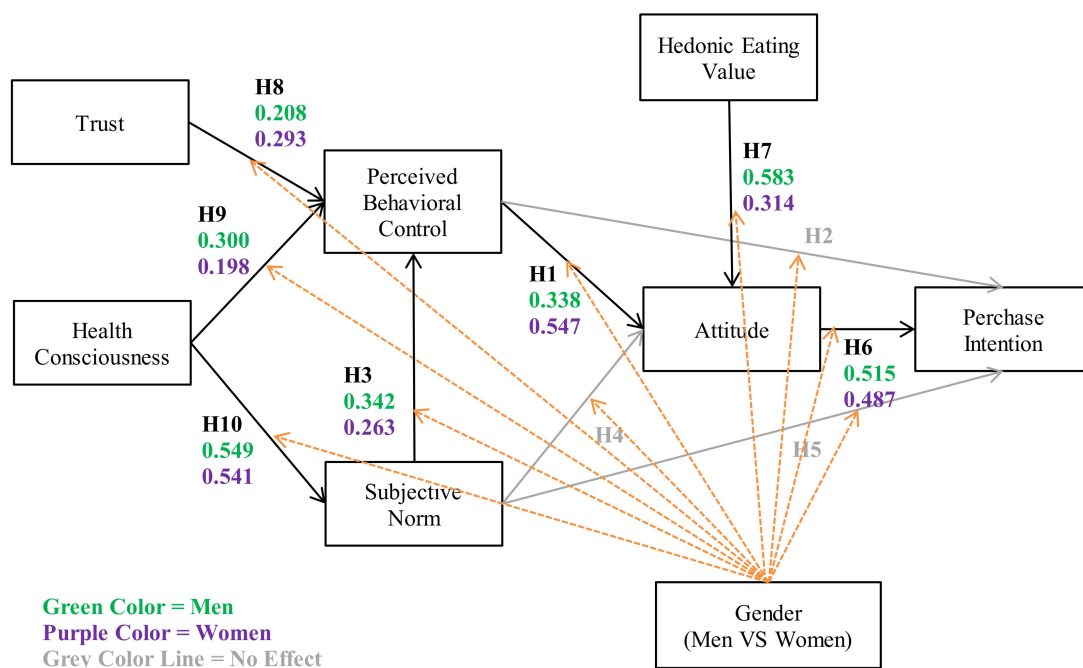 Hedonic Eating
Value
H8
0.208
0.293
Trust
H7
0.583
0.314
Perceived
Behavioral
Control
H9
0.300
0.198
H2
H1
0.338
0.547
Health
Consciousness
Attitude
Perchase
Intention
H6
0.515
0.487
H3
0.342
0.263
H10
0.549
0.541
H4
H5
Subjective
Norm
Green Color = Men
Purple Color = Women
Grey Color Line = No Effect
Gender
(Men VS Women)